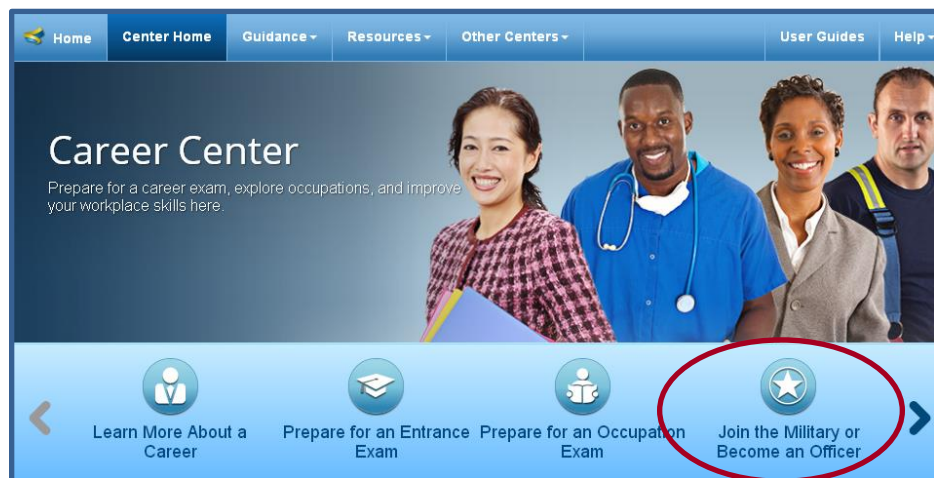 Home Center Home Guidance Resources Other Centers User Guides Help
Career Center
Prepare for a career exam, explore occupations, and improve
your workplace skills here.
Learn More About a
Career
Prepare for an Entrance
Exam
Prepare for an Occupation
Exam
Join the Military or
Become an Officer